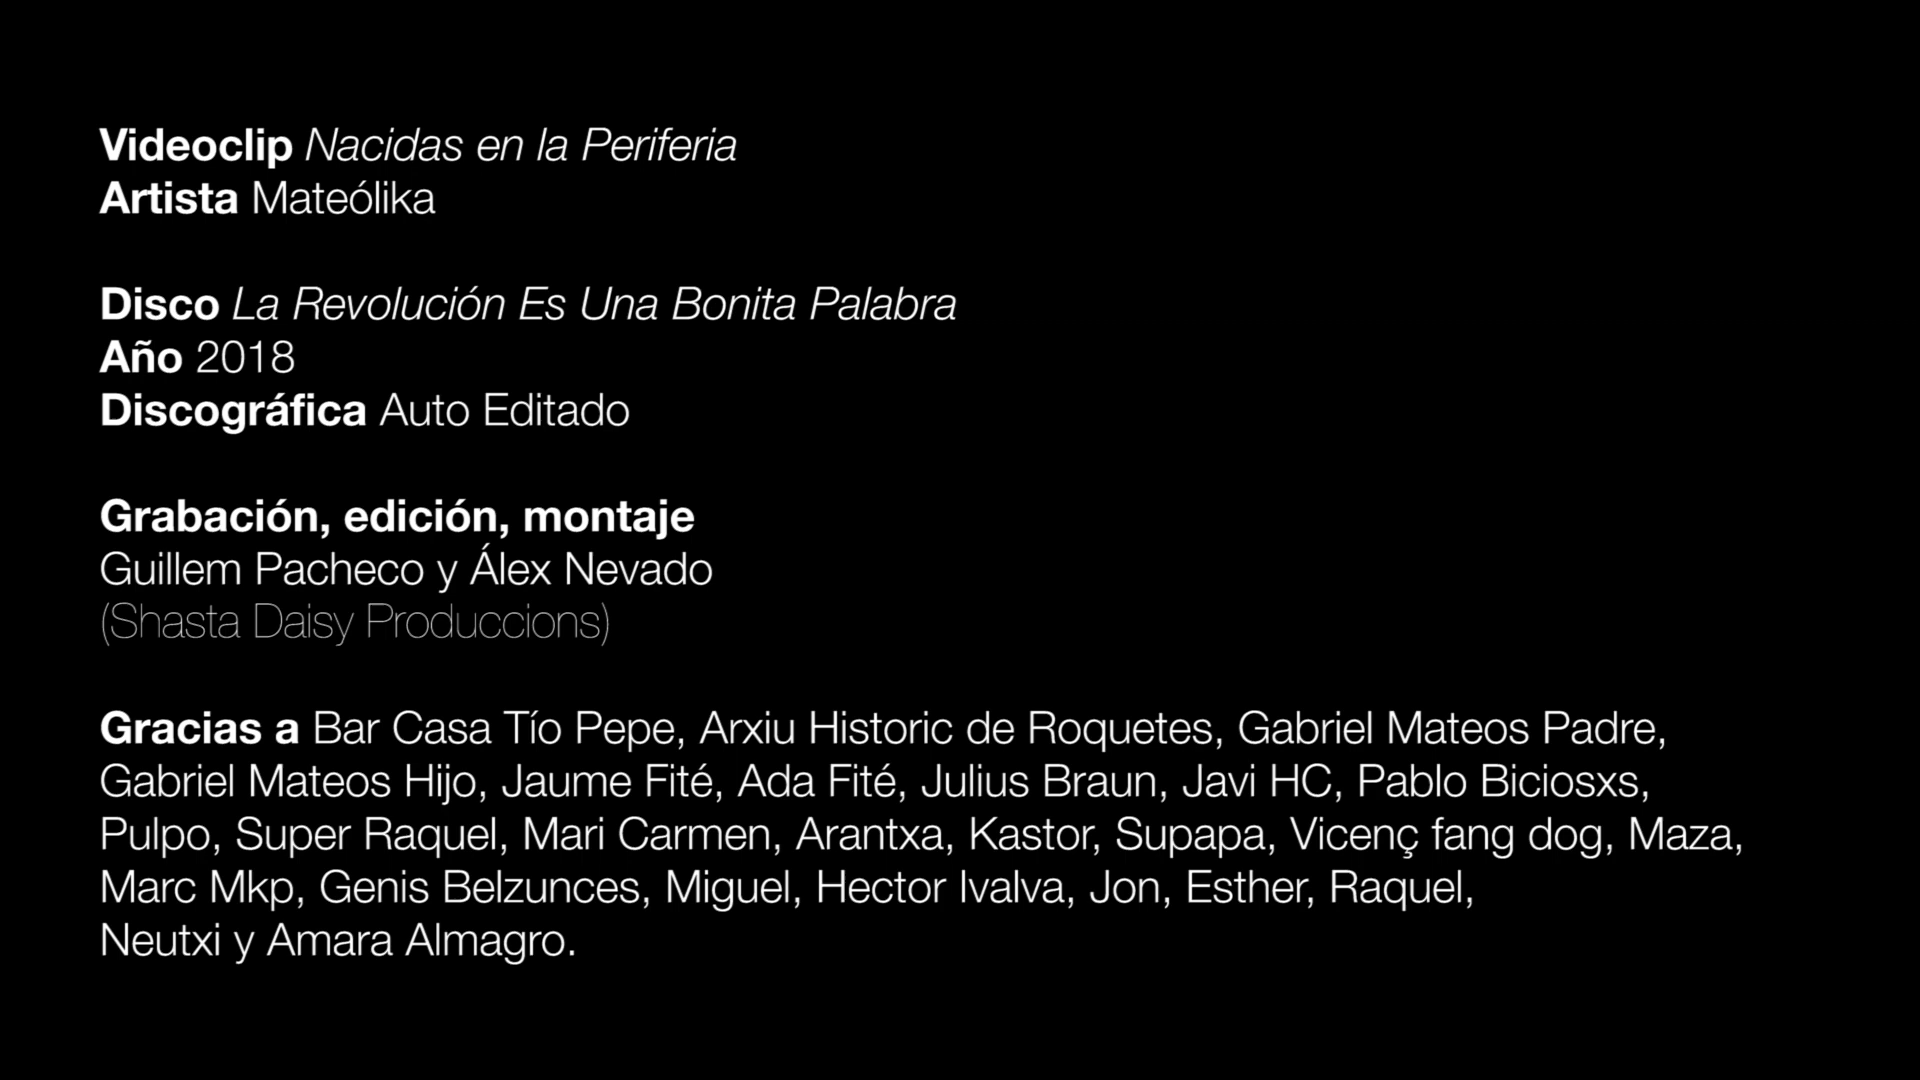 Videoclip Nacidas en la Periferia
Artista Mateólika
Disco La Revolución Es Una Bonita Palabra
Año 2018
Discográfica Auto Editado
Grabación, edición, montaje
Guillem Pacheco y Álex Nevado
(Shasta Daisy Produccions)
Gracias a Bar Casa Tío Pepe, Arxiu Historic de Roquetes, Gabriel Mateos Padre,
Gabriel Mateos Hijo, Jaume Fité, Ada Fité, Julius Braun, Javi HC, Pablo Biciosxs,
Pulpo, Super Raquel, Mari Carmen, Arantxa, Kastor, Supapa, Vicenç fang dog, Maza,
Marc Mkp, Genis Belzunces, Miguel, Hector Ivalva, Jon, Esther, Raquel,
Neutxi y Amara Almagro.